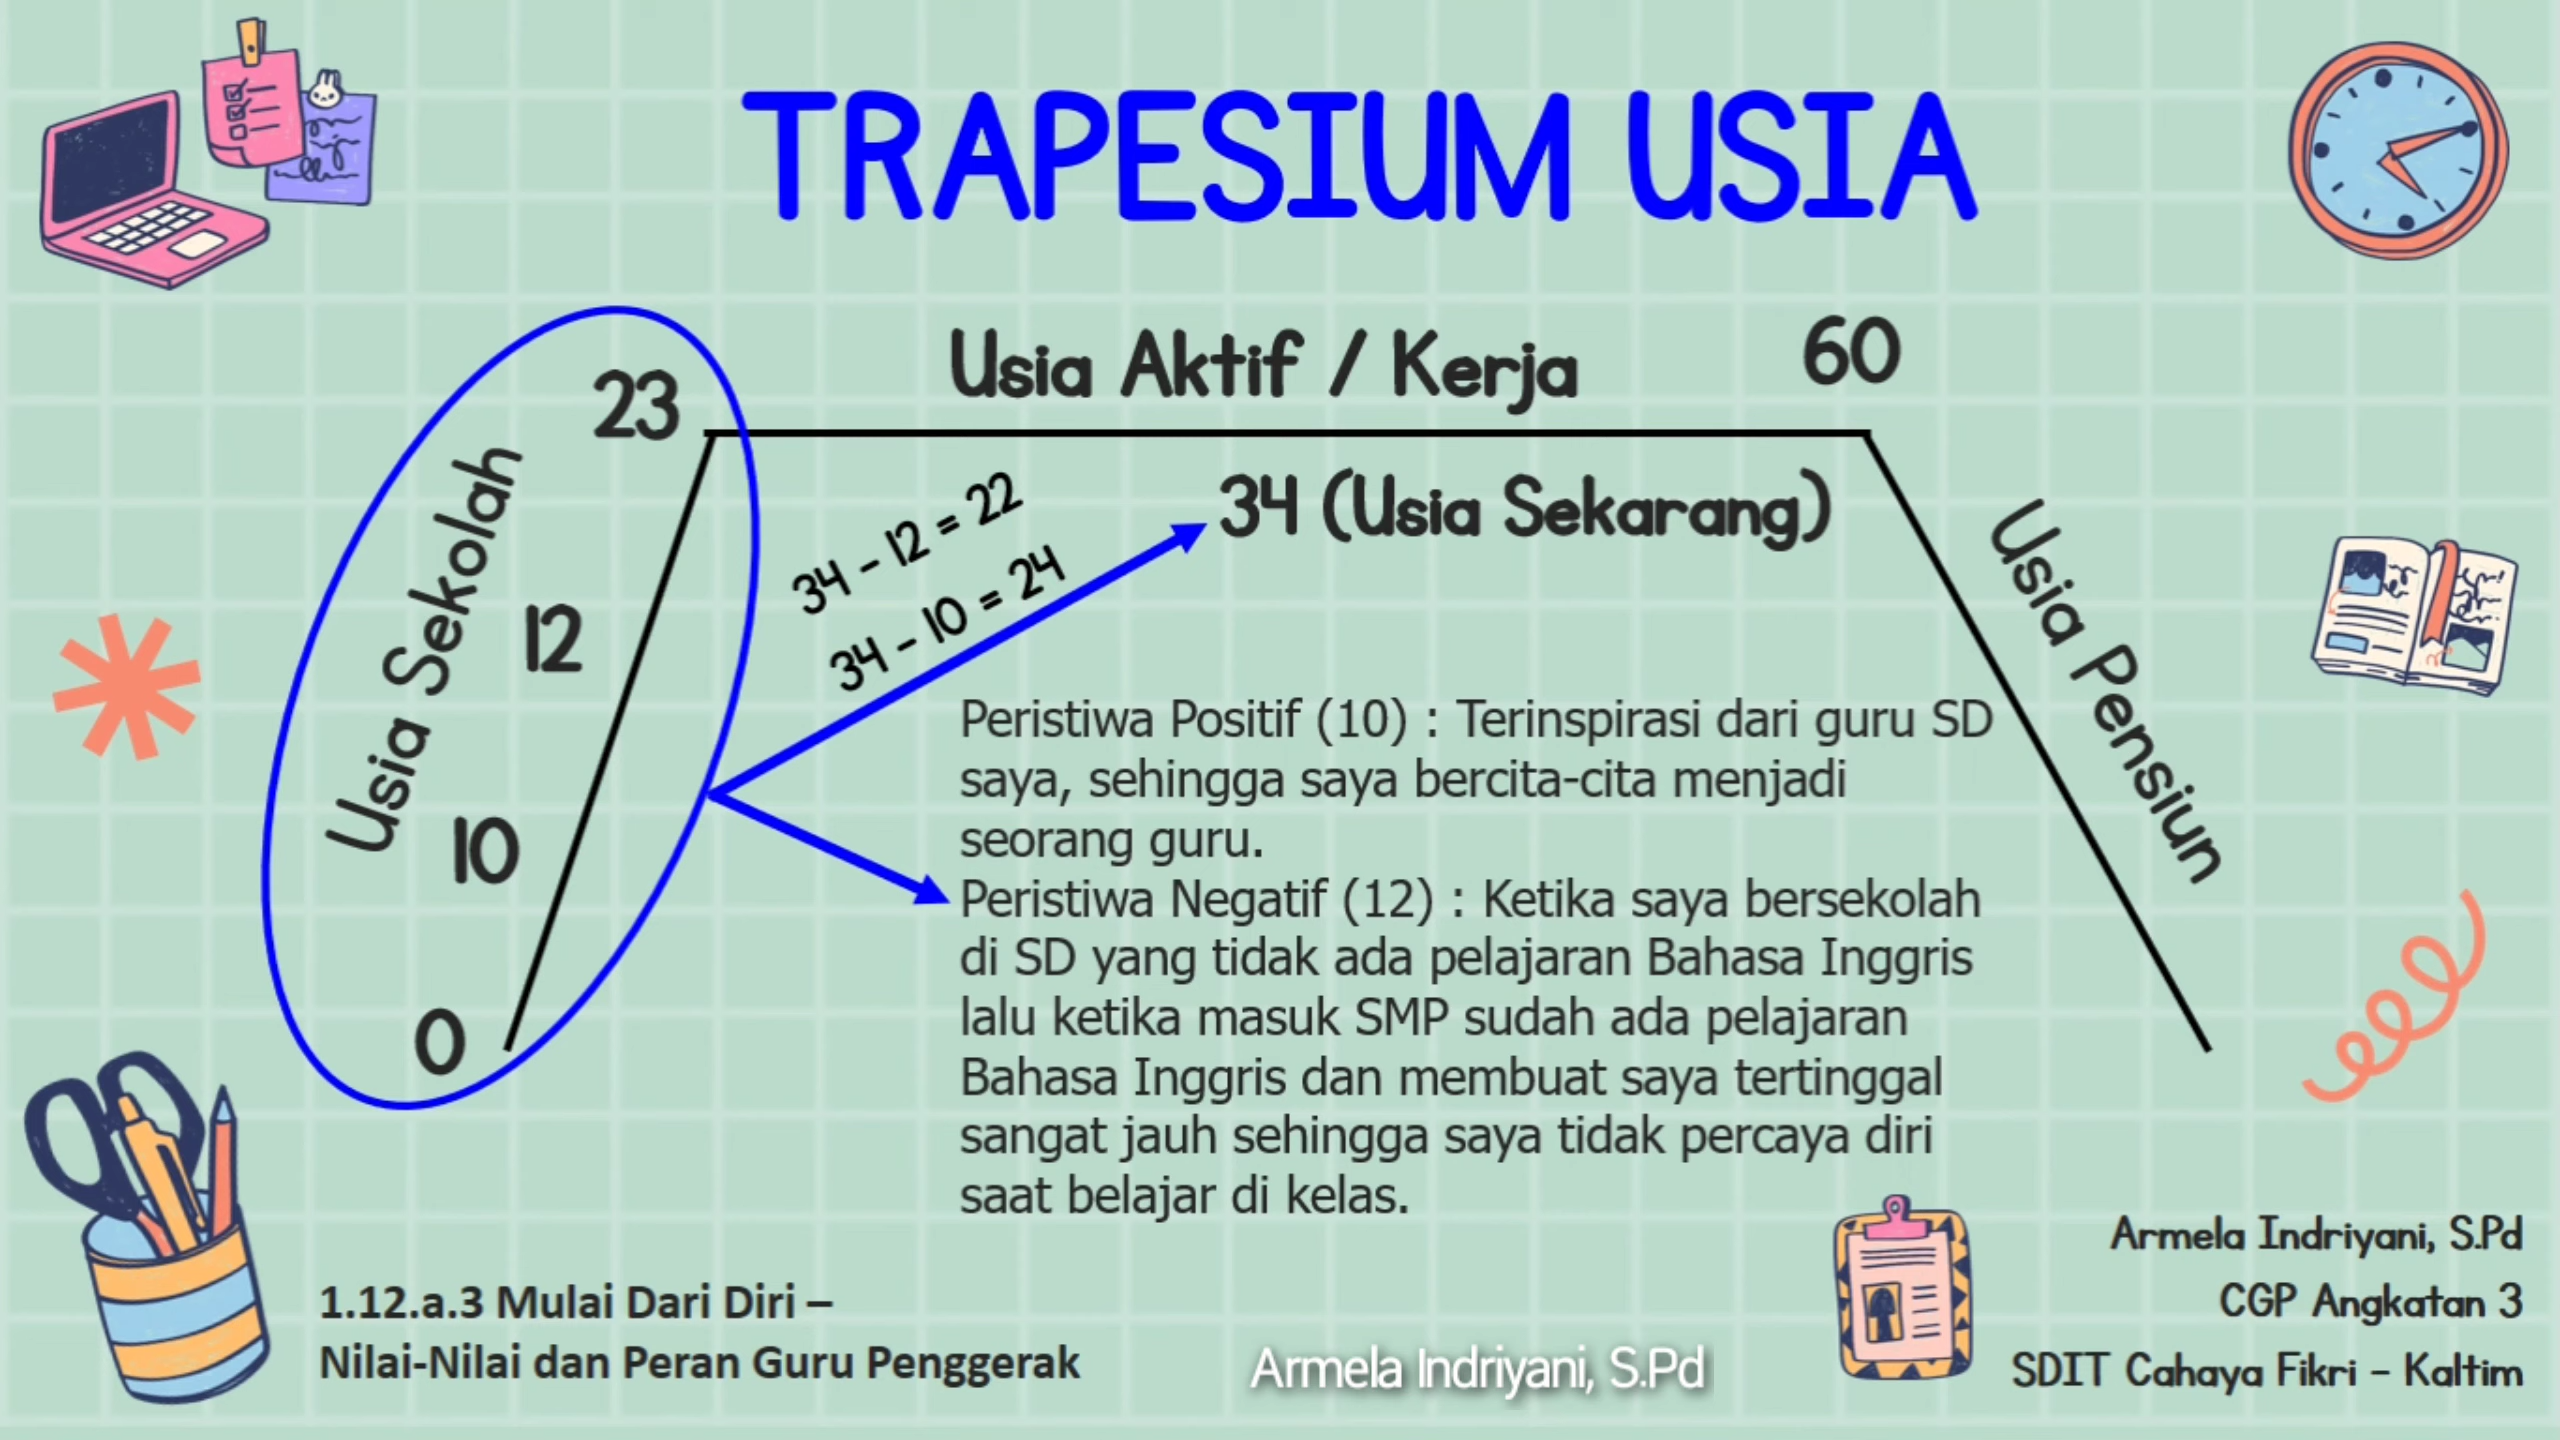 TRAPESIUM USIA
Usia Aktif / Kerja
60
23
Usia Sekolah
12
10
0
34 (Usia Sekarang)
34 - 12 = 22
34 - 10 = 24
Usia Pensiun
Peristiwa Positif (10) : Terinspirasi dari guru SD
saya, sehingga saya bercita-cita menjadi
seorang guru.
Peristiwa Negatif (12) : Ketika saya bersekolah
di SD yang tidak ada pelajaran Bahasa Inggris
lalu ketika masuk SMP sudah ada pelajaran
Bahasa Inggris dan membuat saya tertinggal
sangat jauh sehingga saya tidak percaya diri
saat belajar di kelas.
1.12.a.3 Mulai Dari Diri –
Nilai-Nilai dan Peran Guru Penggerak
Armela Indriyani, S.Pd
Armela Indriyani, S.Pd
CGP Angkatan 3
SDIT Cahaya Fikri - Kaltim